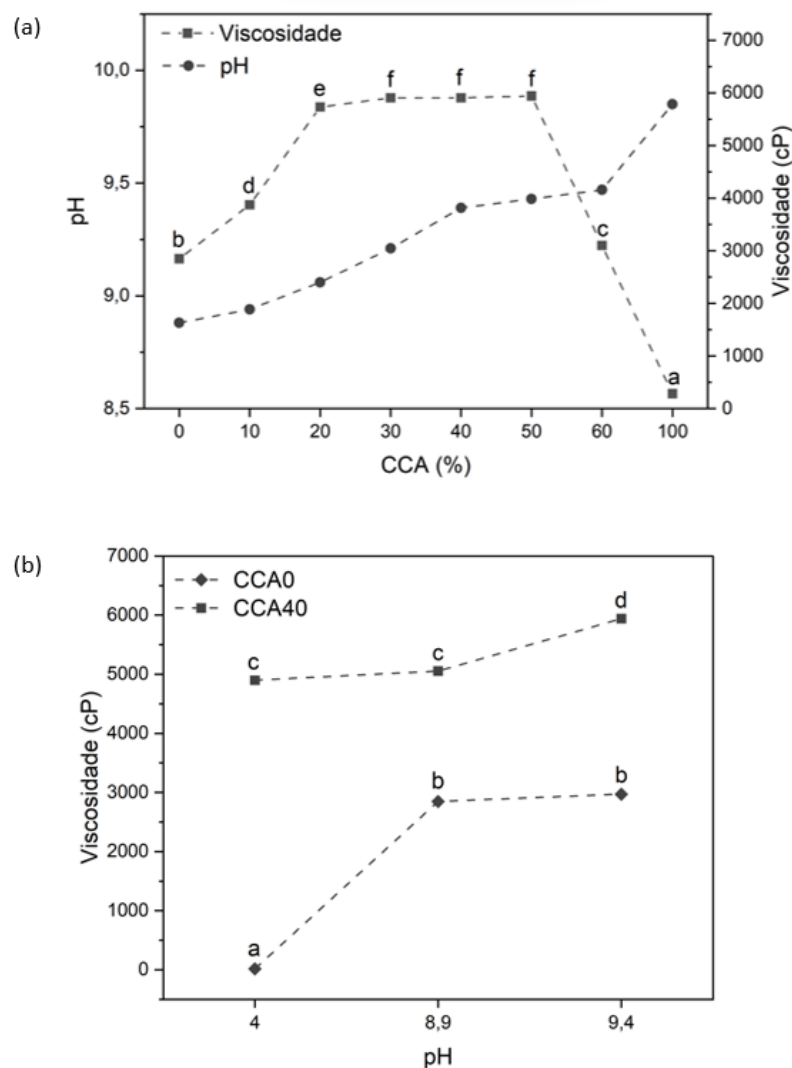 (a)
Viscosidade
pH
10,0
9,5
9,0
8,5
pH
7000
6000
5000
4000
3000
2000
1000
0
Viscosidade (cP)
b
d
e
f
f
f
c
a
0 10 20 30 40 50 60 100
CCA (%)
(b)
CCA0
CCA40
7000
6000
5000
4000
3000
2000
1000
0
Viscosidade (cP)
c
c
d
a
b
b
4 8,9 9,4
pH